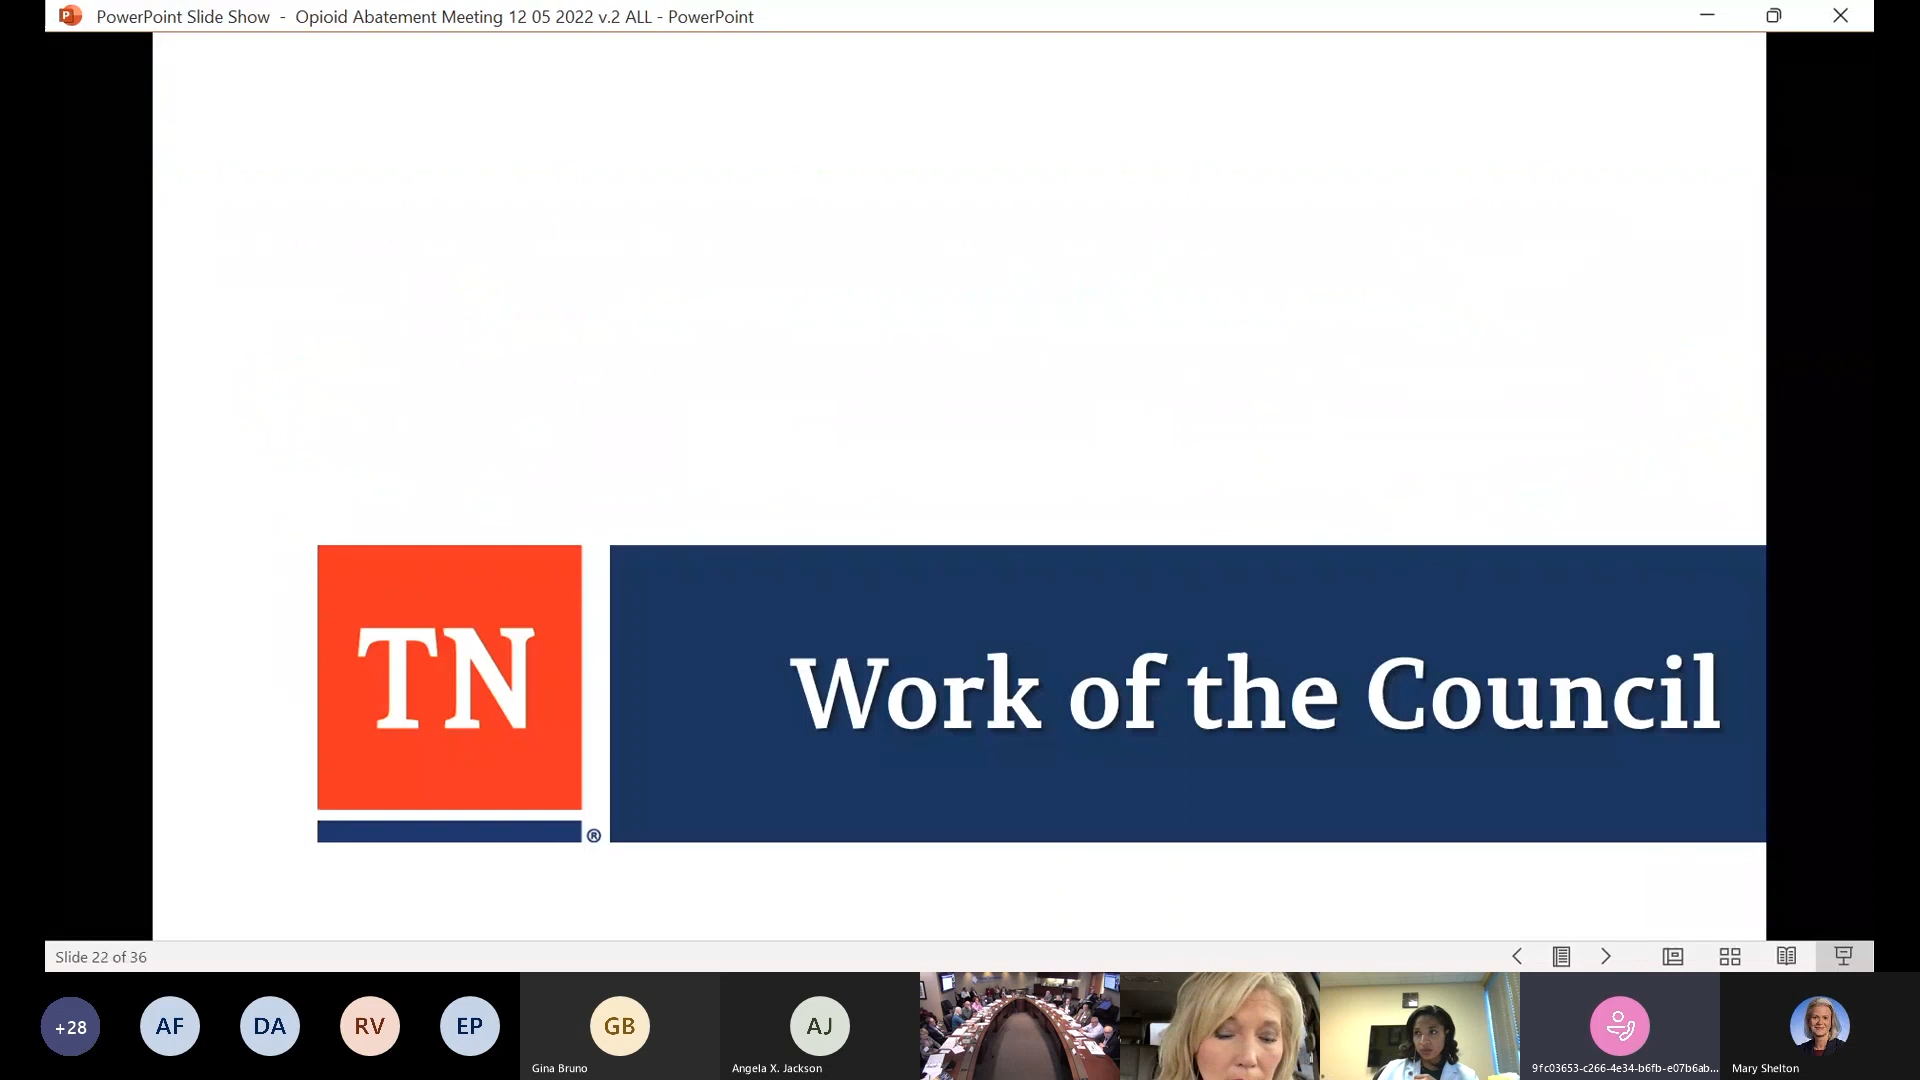 PowerPoint Slide Show - Opioid Abatement Meeting 12 05 2022 v.2 ALL - PowerPoint
TN
®
Work of the Council
Slide 22 of 36
+28
AF
DA
RV
EP
GB
Gina Bruno
AJ
Angela X. Jackson
9fc03653-c266-4e34-b6fb-e07b6ab...
Mary Shelton